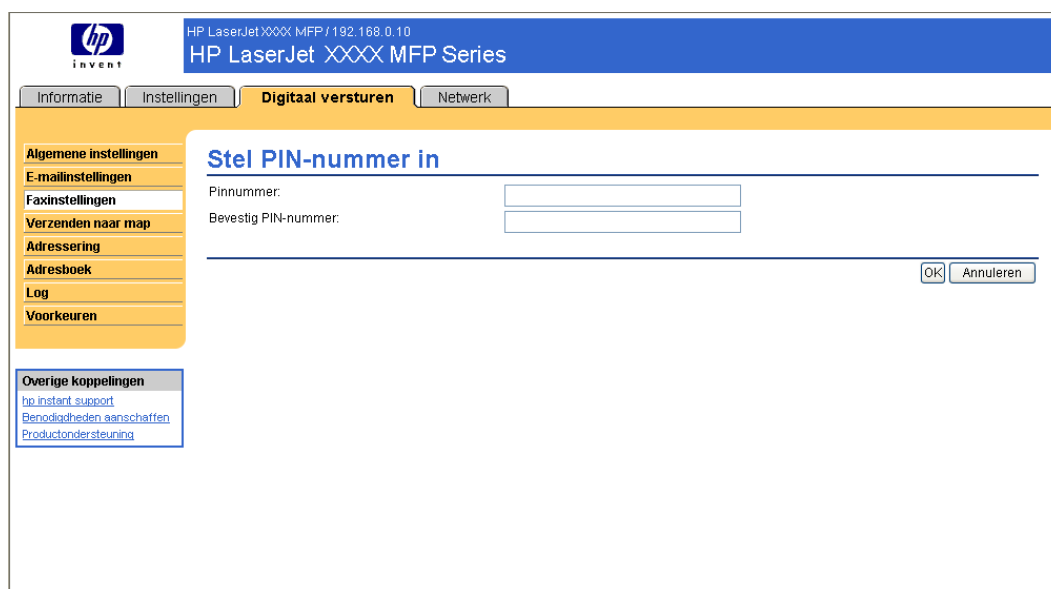 hp
invent
HP LaserJet XXXX MFP / 192.168.0.10
HP LaserJet XXXX MFP Series
Informatie
Instellingen
Digitaal versturen
Netwerk
Algemene instellingen
E-mailinstellingen
Faxinstellingen
Verzenden naar map
Adressering
Adresboek
Log
Voorkeuren
Overige koppelingen
hp instant support
Benodigdheden aanschaffen
Productondersteuning
Stel PIN-nummer in
Pinnummer:
Bevestig PIN-nummer:
OK
Annuleren